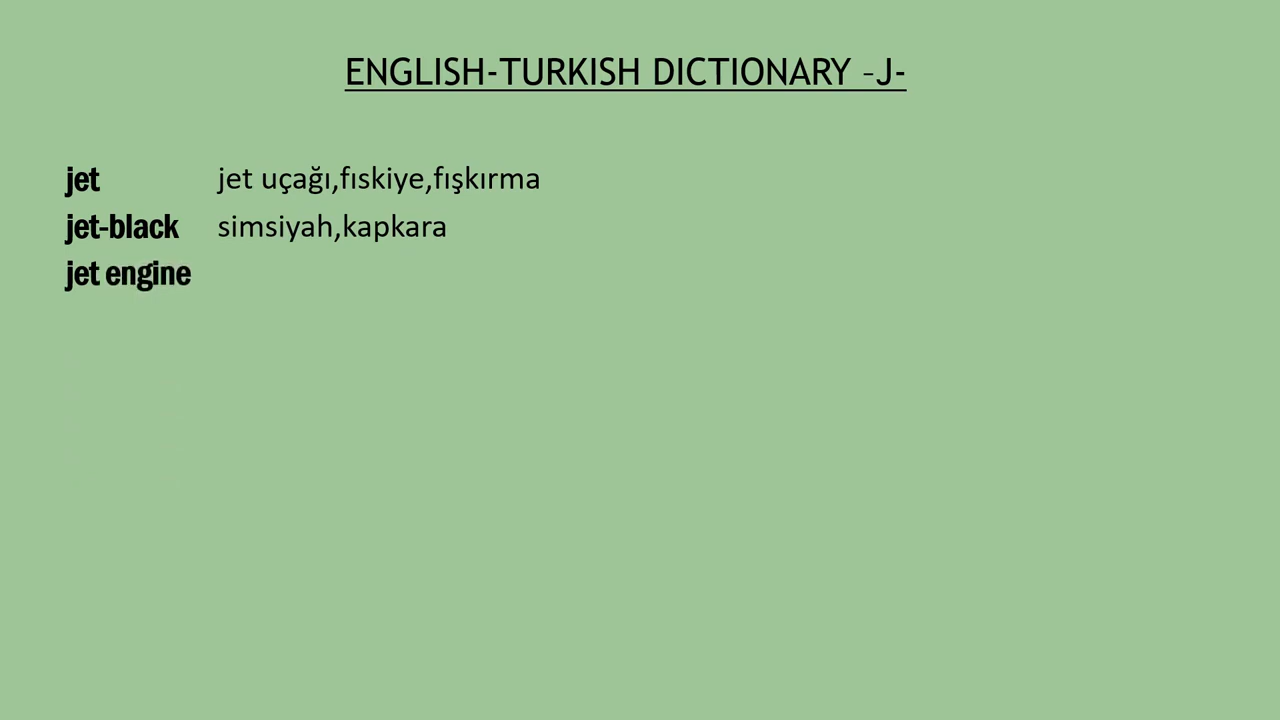 ENGLISH-TURKISH DICTIONARY –J-
jet jet uçağı,fıskiye,fışkırma
jet-black simsiyah,kapkara
jet engine